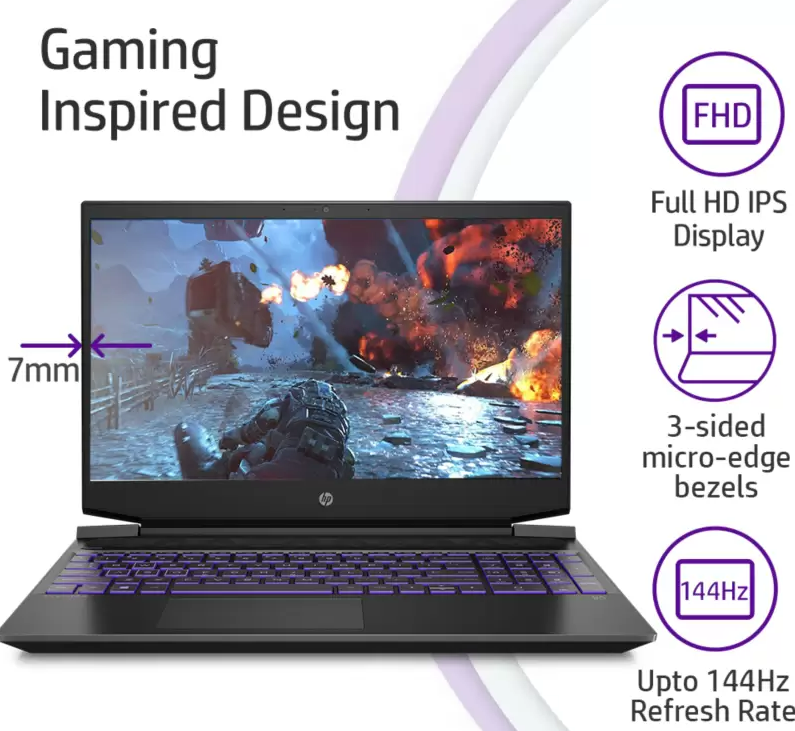 Gaming
Inspired Design
FHD
Full HD IPS
Display
7mm
3-sided
micro-edge
bezels
hp
144Hz
Upto 144Hz
Refresh Rate